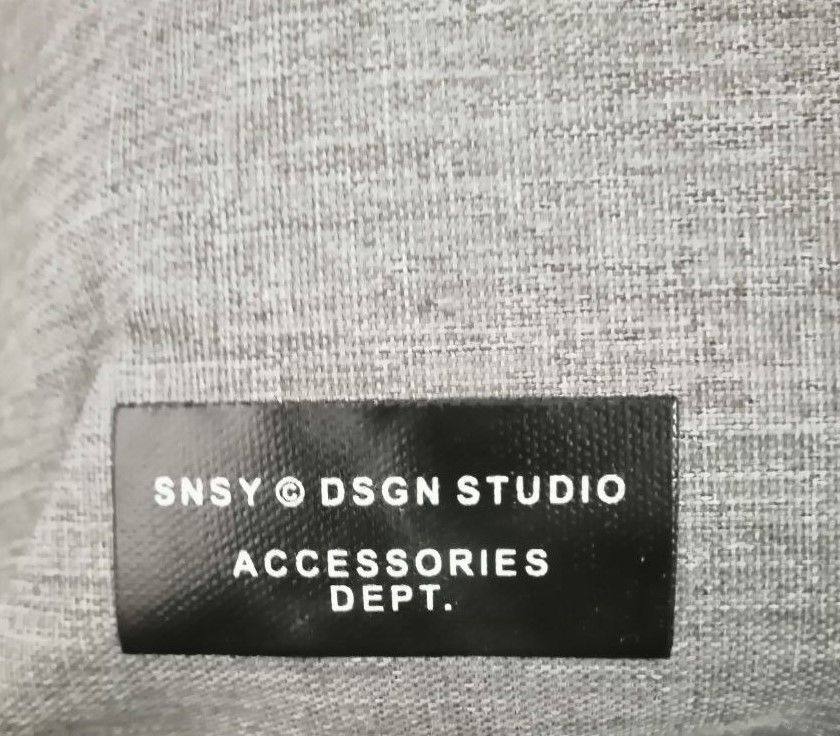 SNSY © DSGN STUDIO
ACCESSORIES
DEPT.